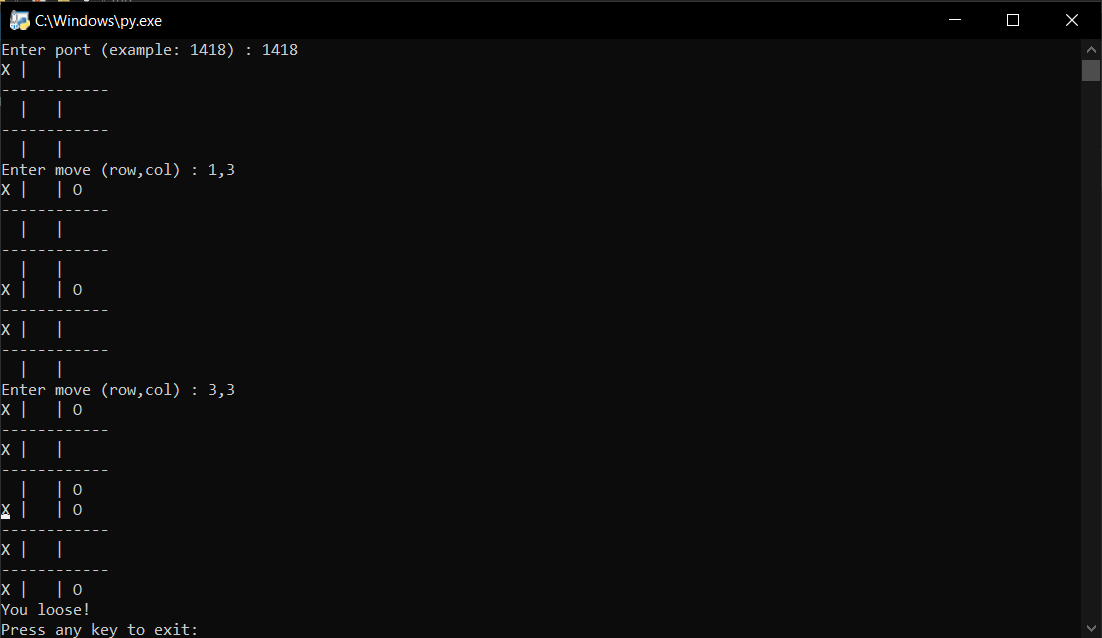 C:\Windows\py.exe
Enter port (example: 1418) : 1418
X |   |
------------
  |   |
------------
  |   |
Enter move (row,col) : 1,3
X |   | O
------------
  |   |
------------
  |   |
X |   | O
------------
X |   |
------------
  |   |
Enter move (row,col) : 3,3
X |   | O
------------
X |   |
------------
  |   | O
X |   | O
------------
X |   |
------------
X |   | O
You loose!
Press any key to exit: